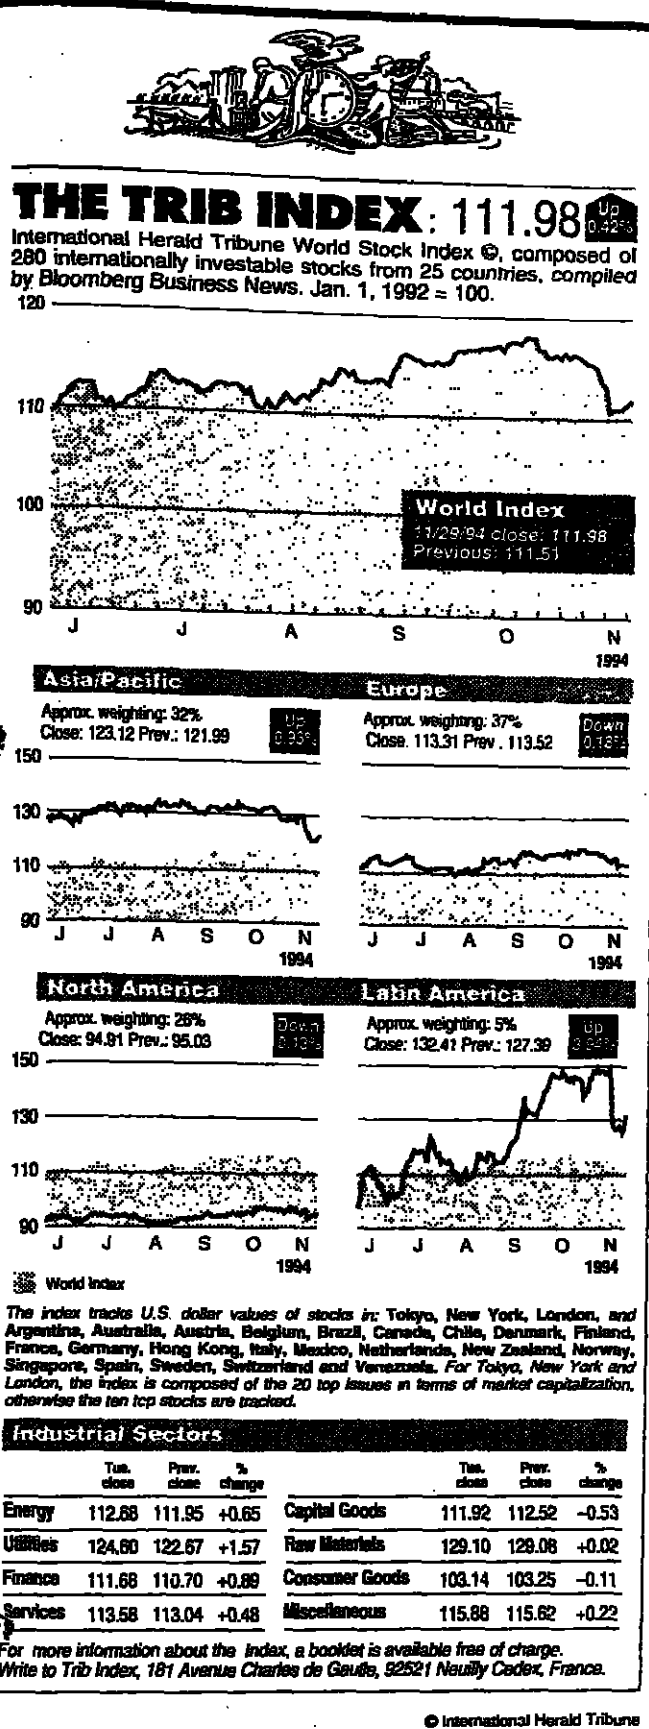 THE TRIB INDEX: 111.98
Up
0.42%
International Herald Tribune World Stock Index ©, composed of
280 internationally investable stocks from 25 countries, compiled
by Bloomberg Business News. Jan. 1, 1992 = 100.
120
110
100
90
World Index
11/29/94 close: 111.98
Previous: 111.51
J J A S O N
1994
Asia/Pacific
Approx. weighting: 32%
Close: 123.12 Prev.: 121.99
Up
0.93%
150
130
110
90
J J A S O N
1994
Europe
Approx. weighting: 37%
Close. 113.31 Prev . 113.52
Down
0.18%
J J A S O N
1994
North America
Approx. weighting: 26%
Close: 94.91 Prev.: 95.03
Down
0.13%
150
130
110
90
J J A S O N
1994
Latin America
Approx. weighting: 5%
Close: 132.41 Prev.: 127.39
Up
J J A S O N
1994
World Index
The index tracks U.S. dollar values of stocks in: Tokyo, New York, London, and
Argentina, Australia, Austria, Belgium, Brazil, Canada, Chile, Denmark, Finland,
France, Germany, Hong Kong, Italy, Mexico, Netherlands, New Zealand, Norway,
Singapore, Spain, Sweden, Switzerland and Venezuela. For Tokyo, New York and
London, the index is composed of the 20 top issues in terms of market capitalization,
otherwise the ten top stocks are tracked.
Industrial Sectors
Tue. close Prev. close % change Tue. close Prev. close % change
Energy 112.68 111.95 +0.65 Capital Goods 111.92 112.52 –0.53
Utilities 124.60 122.67 +1.57 Raw Materials 129.10 129.08 +0.02
Finance 111.68 110.70 +0.89 Consumer Goods 103.14 103.25 –0.11
Services 113.58 113.04 +0.48 Miscellaneous 115.88 115.62 +0.22
For more information about the Index, a booklet is available free of charge.
Write to Trib Index, 181 Avenue Charles de Gaulle, 92521 Neuilly Cedex, France.
© International Herald Tribune